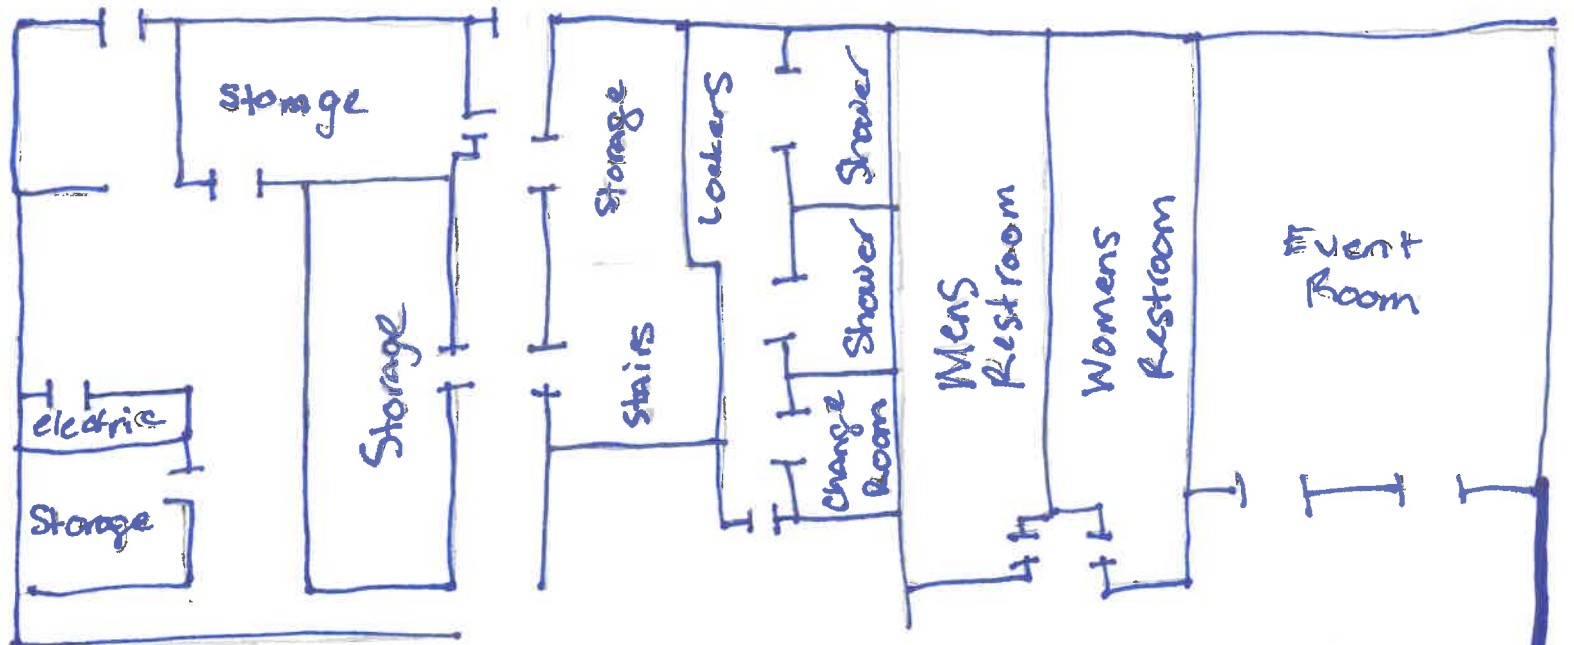 Storage
Storage
Lockers
Shower
Shower
Change
Room
Mens
Restroom
Womens
Restroom
Event
Room
Storage
Stairs
electric
Storage